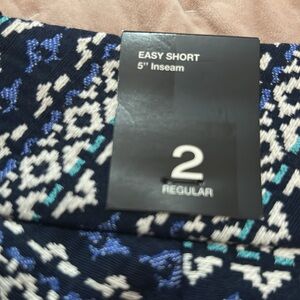 EASY SHORT
5" Inseam
2
REGULAR